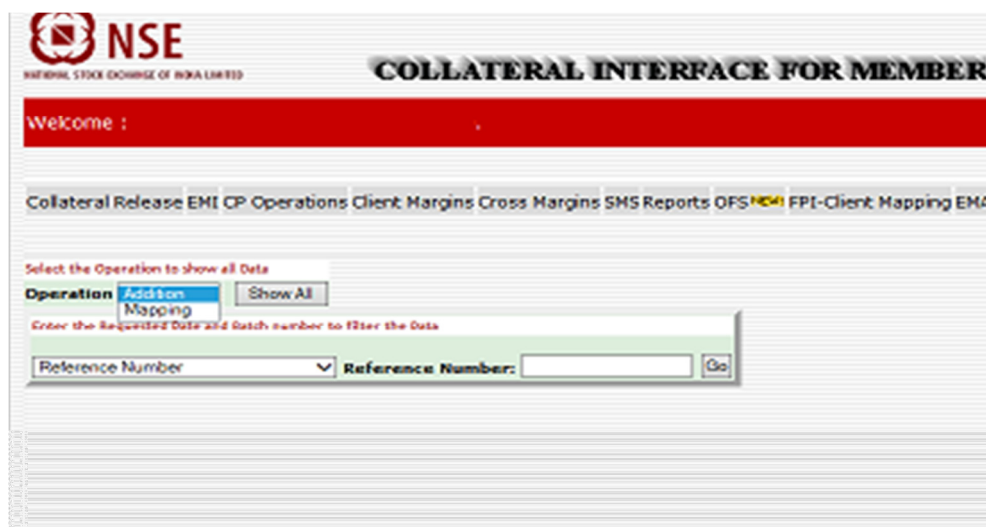 NSE
NATIONAL STOCK EXCHANGE OF INDIA LIMITED
COLLATERAL INTERFACE FOR MEMBER
Welcome :
Collateral Release EMI CP Operations Client Margins Cross Margins SMS Reports OFS NEW! FPI-Client Mapping EMA
Select the Operation to show all Data
Operation Addition Show All
Mapping
Enter the Requested Date and Batch number to filter the Data
Reference Number Reference Number: Go